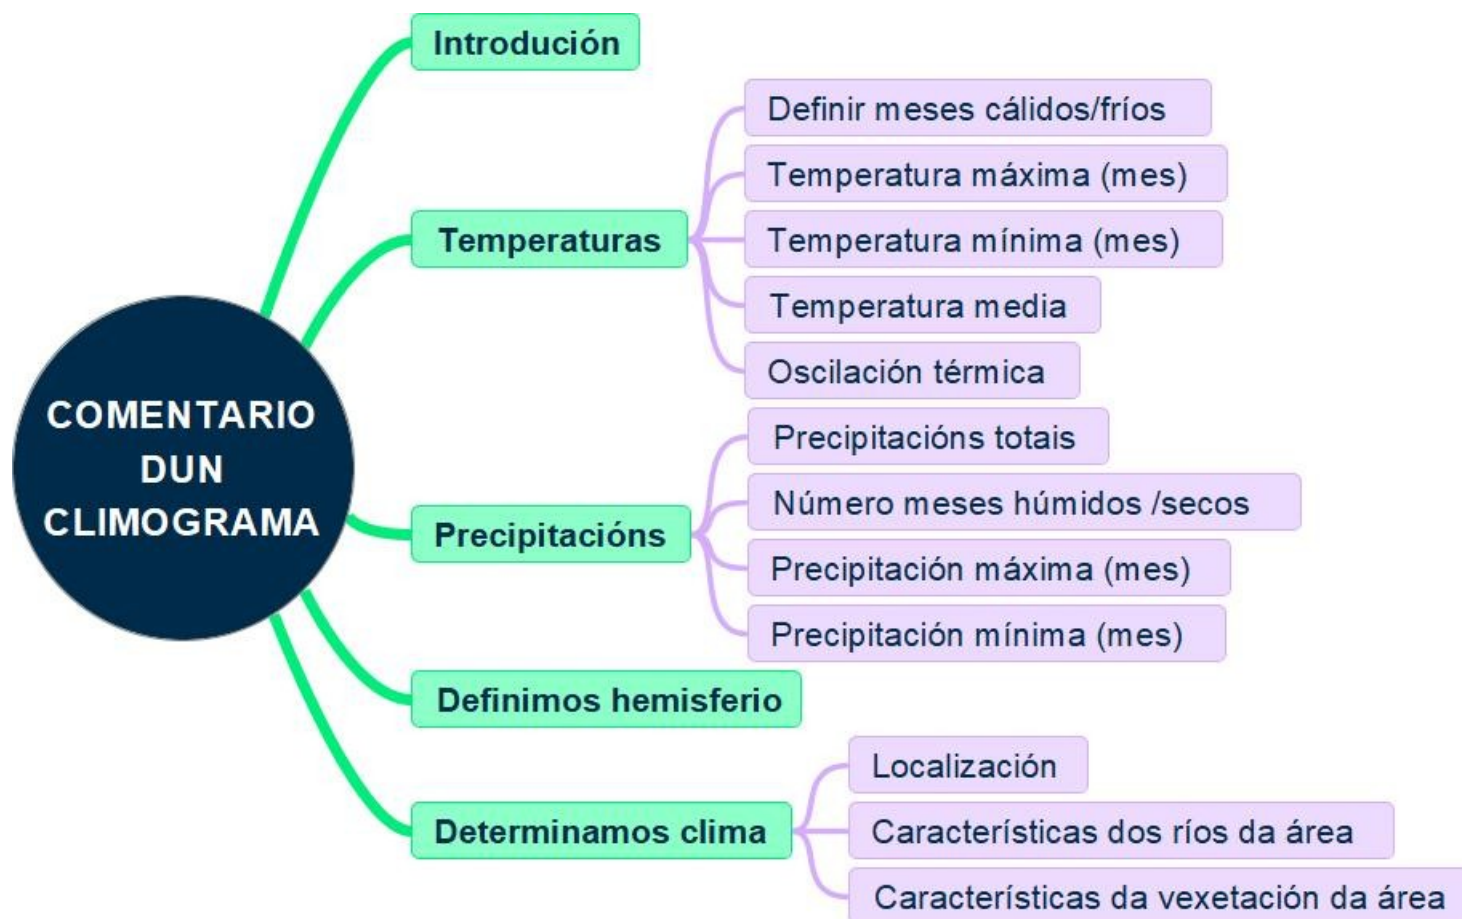 COMENTARIO
DUN
CLIMOGRAMA
Introdución
Temperaturas
Definir meses cálidos/fríos
Temperatura máxima (mes)
Temperatura mínima (mes)
Temperatura media
Oscilación térmica
Precipitacións
Precipitacións totais
Número meses húmidos /secos
Precipitación máxima (mes)
Precipitación mínima (mes)
Definimos hemisferio
Determinamos clima
Localización
Características dos ríos da área
Características da vexetación da área